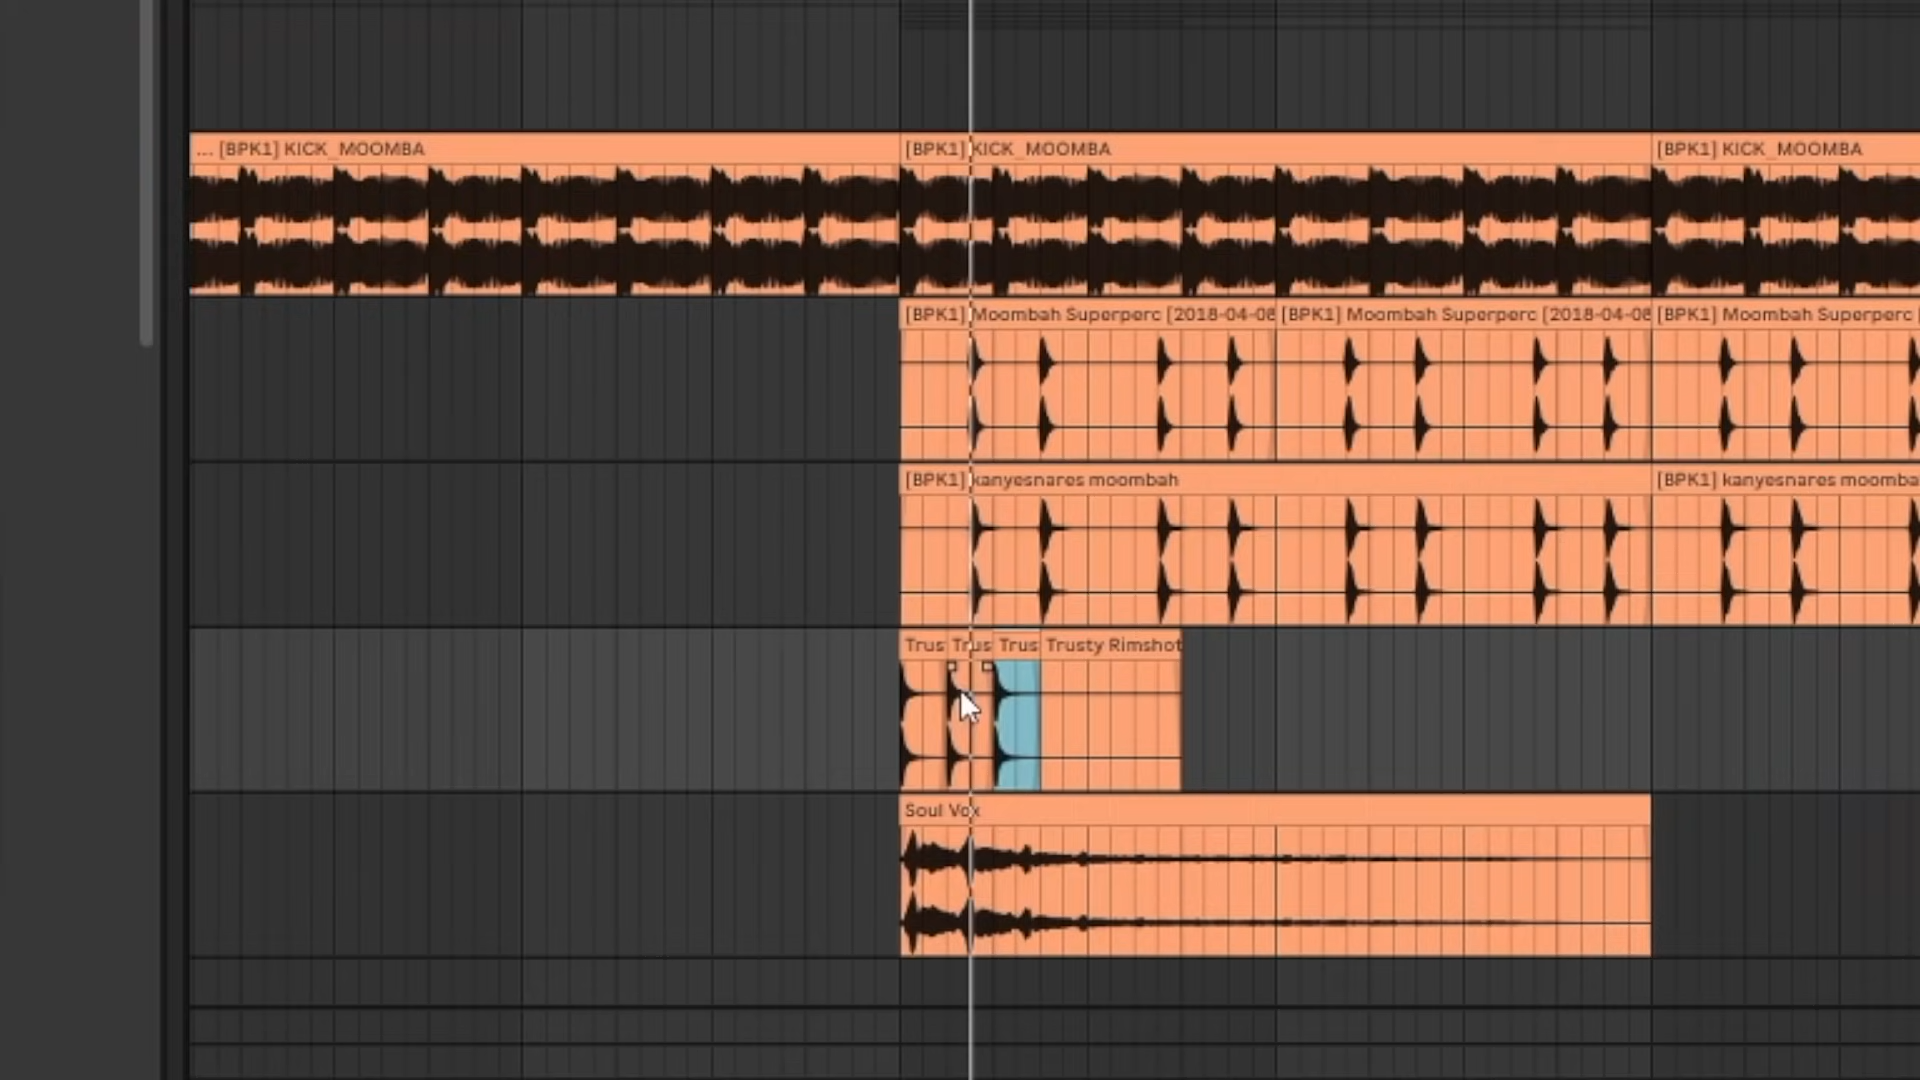 ... [BPK1] KICK_MOOMBA
[BPK1] KICK_MOOMBA
[BPK1] KICK_MOOMBA
[BPK1] Moombah Superperc [2018-04-08
[BPK1] Moombah Superperc [2018-04-08
[BPK1] Moombah Superperc
[BPK1] kanyesnares moombah
[BPK1] kanyesnares moomba
Trus
Trus
Trus
Trusty Rimshot
Soul Vox